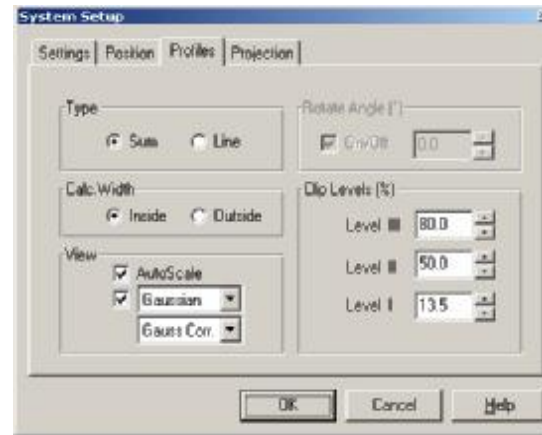 System Setup
Settings Position Profiles Projection
Type
Sum Line
Rotate Angle (°)
On/Off 0.0
Calc. Width
Inside Outside
Clip Levels (%)
Level III 80.0
Level II 50.0
Level I 13.5
View
AutoScale
Gaussian
Gauss Corr.
OK Cancel Help